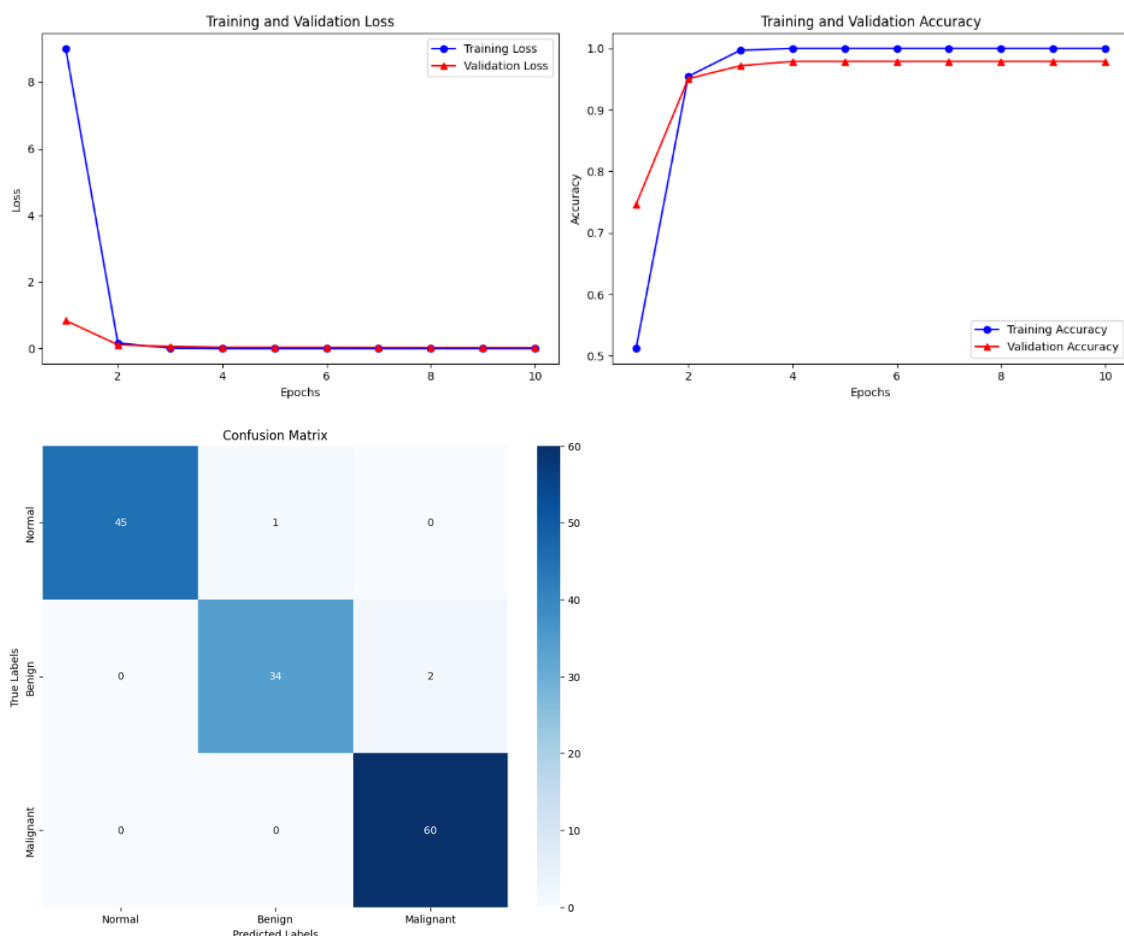 Training and Validation Loss
Training Loss
Validation Loss
8
6
4
2
0
Loss
2
4
6
8
10
Epochs
Training and Validation Accuracy
1.0
0.9
0.8
0.7
0.6
0.5
Accuracy
Training Accuracy
Validation Accuracy
2
4
6
8
10
Epochs
Confusion Matrix
True Labels
Normal
45
1
0
Benign
0
34
2
Malignant
0
0
60
Normal
Benign
Malignant
Predicted Labels
60
50
40
30
20
10
0